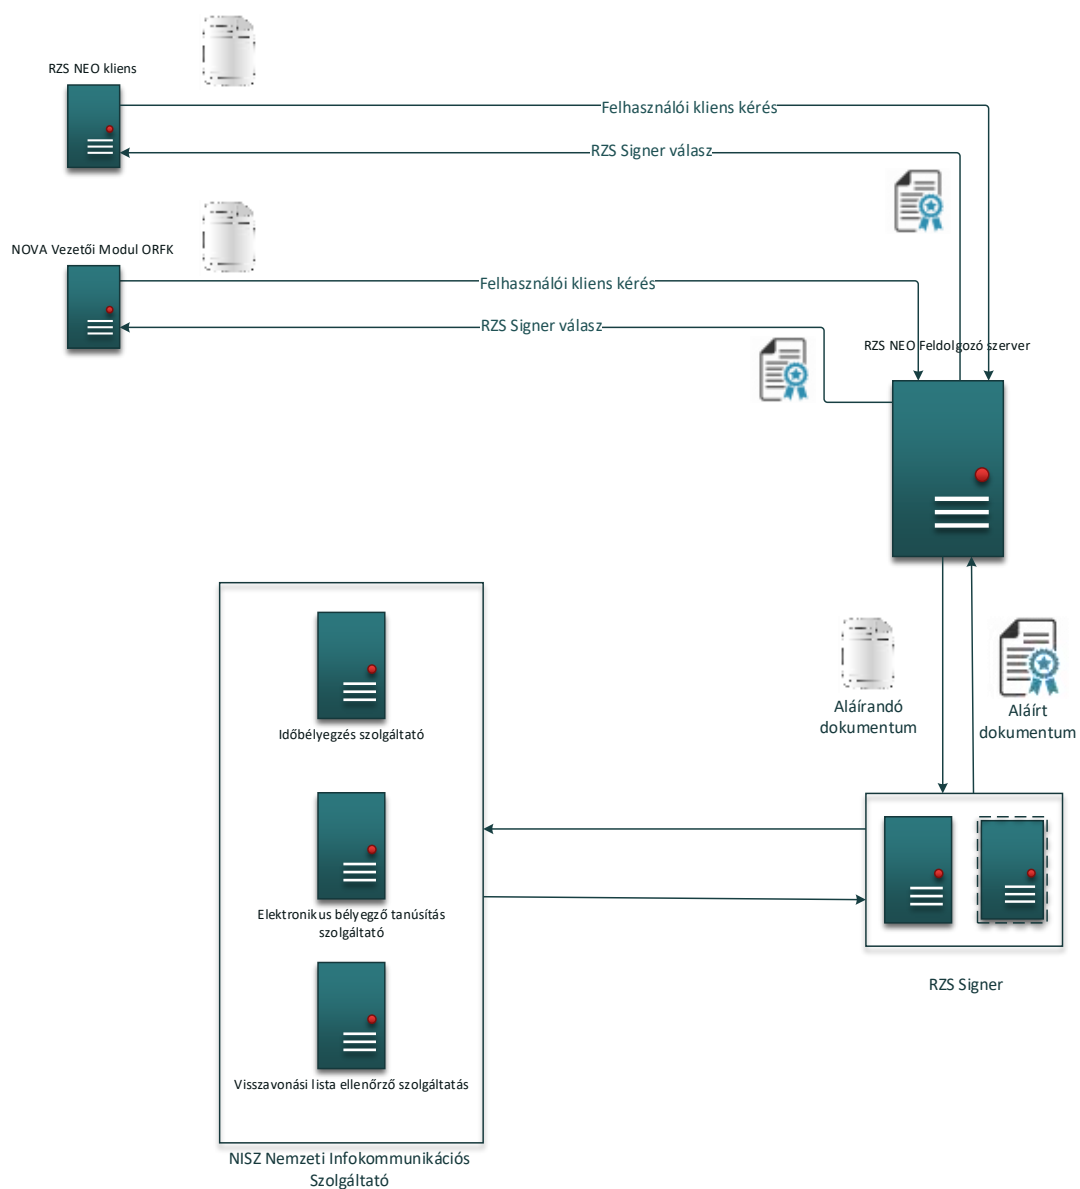 RZS NEO kliens
Felhasználói kliens kérés
RZS Signer válasz
NOVA Vezetői Modul ORFK
Felhasználói kliens kérés
RZS Signer válasz
RZS NEO Feldolgozó szerver
Aláírandó
dokumentum
Aláírt
dokumentum
Időbélyegzés szolgáltató
Elektronikus bélyegző tanúsítás
szolgáltató
RZS Signer
Visszavonási lista ellenőrző szolgáltatás
NISZ Nemzeti Infokommunikációs
Szolgáltató